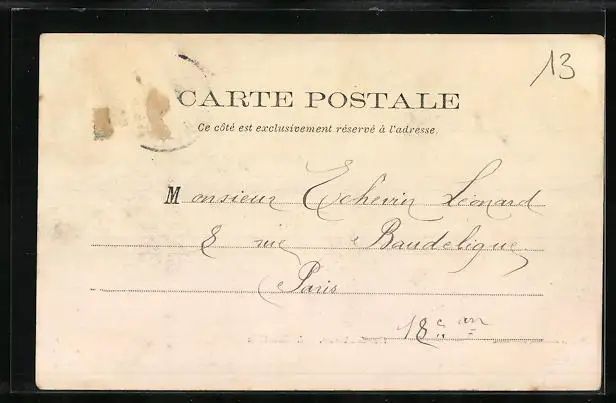 13
CARTE POSTALE
Ce côté est exclusivement réservé à l'adresse.
Monsieur Echevin Léonard
8 rue Baudelique
Paris
18e arr